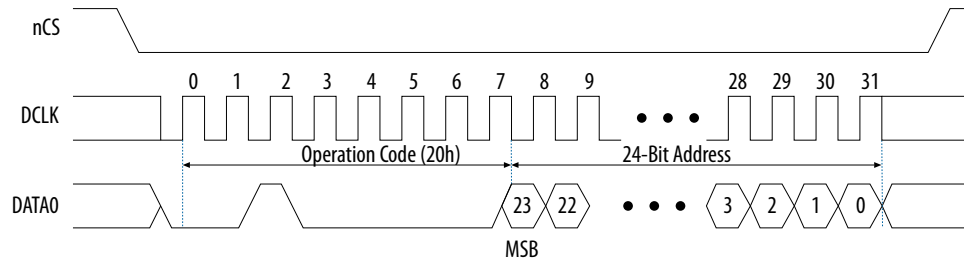 nCS
0 1 2 3 4 5 6 7 8 9 28 29 30 31
DCLK
Operation Code (20h) 24-Bit Address
DATA0 23 22 3 2 1 0
MSB